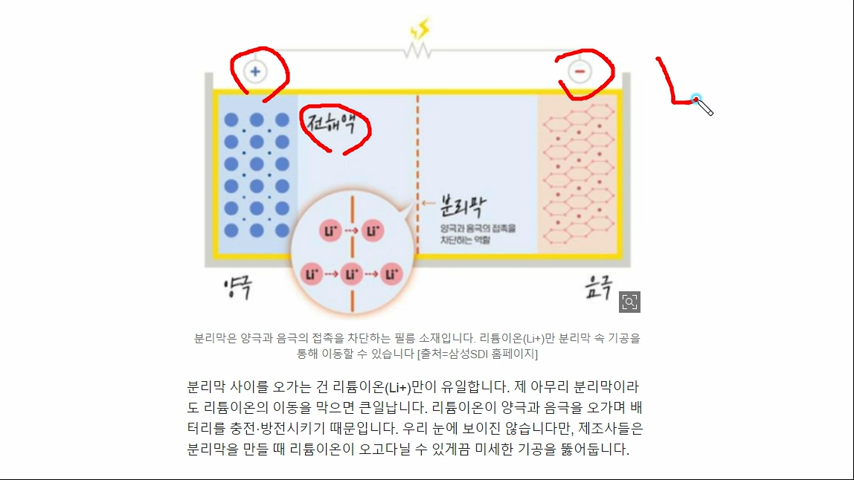 +
−
전해액
분리막
양극과 음극의 접촉을
차단하는 역할
Li+ Li+
Li+ Li+ Li+
양극
음극
분리막은 양극과 음극의 접촉을 차단하는 필름 소재입니다. 리튬이온(Li+)만 분리막 속 기공을
통해 이동할 수 있습니다 [출처=삼성SDI 홈페이지]
분리막 사이를 오가는 건 리튬이온(Li+)만이 유일합니다. 제 아무리 분리막이라
도 리튬이온의 이동을 막으면 큰일납니다. 리튬이온이 양극과 음극을 오가며 배
터리를 충전·방전시키기 때문입니다. 우리 눈에 보이진 않습니다만, 제조사들은
분리막을 만들 때 리튬이온이 오고다닐 수 있게끔 미세한 기공을 뚫어둡니다.